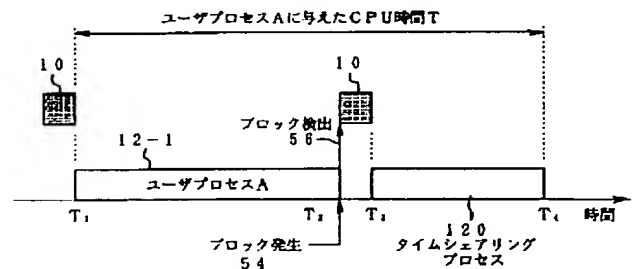 ユーザプロセスAに与えたCPU時間T
10
10
ブロック検出
56
12-1
ユーザプロセスA
T₁
T₂
T₃
T₄
時間
ブロック発生
54
120
タイムシェアリング
プロセス